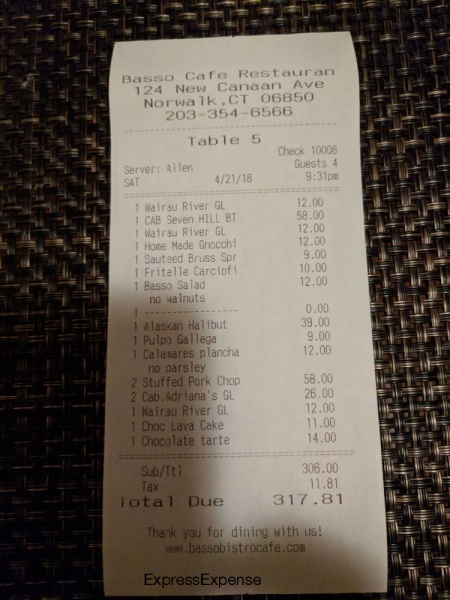 Basso Cafe Restauran
124 New Canaan Ave
Norwalk,CT 06850
203-354-6566
Table 5
Check 10006
Server: Allen Guests 4
SAT 4/21/18 9:31pm
1 Wairau River GL 12.00
1 CAB Seven HILL BT 58.00
1 Wairau River GL 12.00
1 Home Made Gnocchi 12.00
1 Sauteed Bruss Spr 9.00
1 Fritelle Carciofi 10.00
1 Basso Salad 12.00
no walnuts
1 -------------- 0.00
1 Alaskan Halibut 39.00
1 Pulpo Gallega 9.00
1 Calamares plancha 12.00
no parsley
2 Stuffed Pork Chop 58.00
2 Cab.Adriana's GL 26.00
1 Wairau River GL 12.00
1 Choc Lava Cake 11.00
1 Chocolate tarte 14.00
Sub/Ttl 306.00
Tax 11.81
Total Due 317.81
Thank you for dining with us!
www.bassobistrocafe.com
ExpressExpense